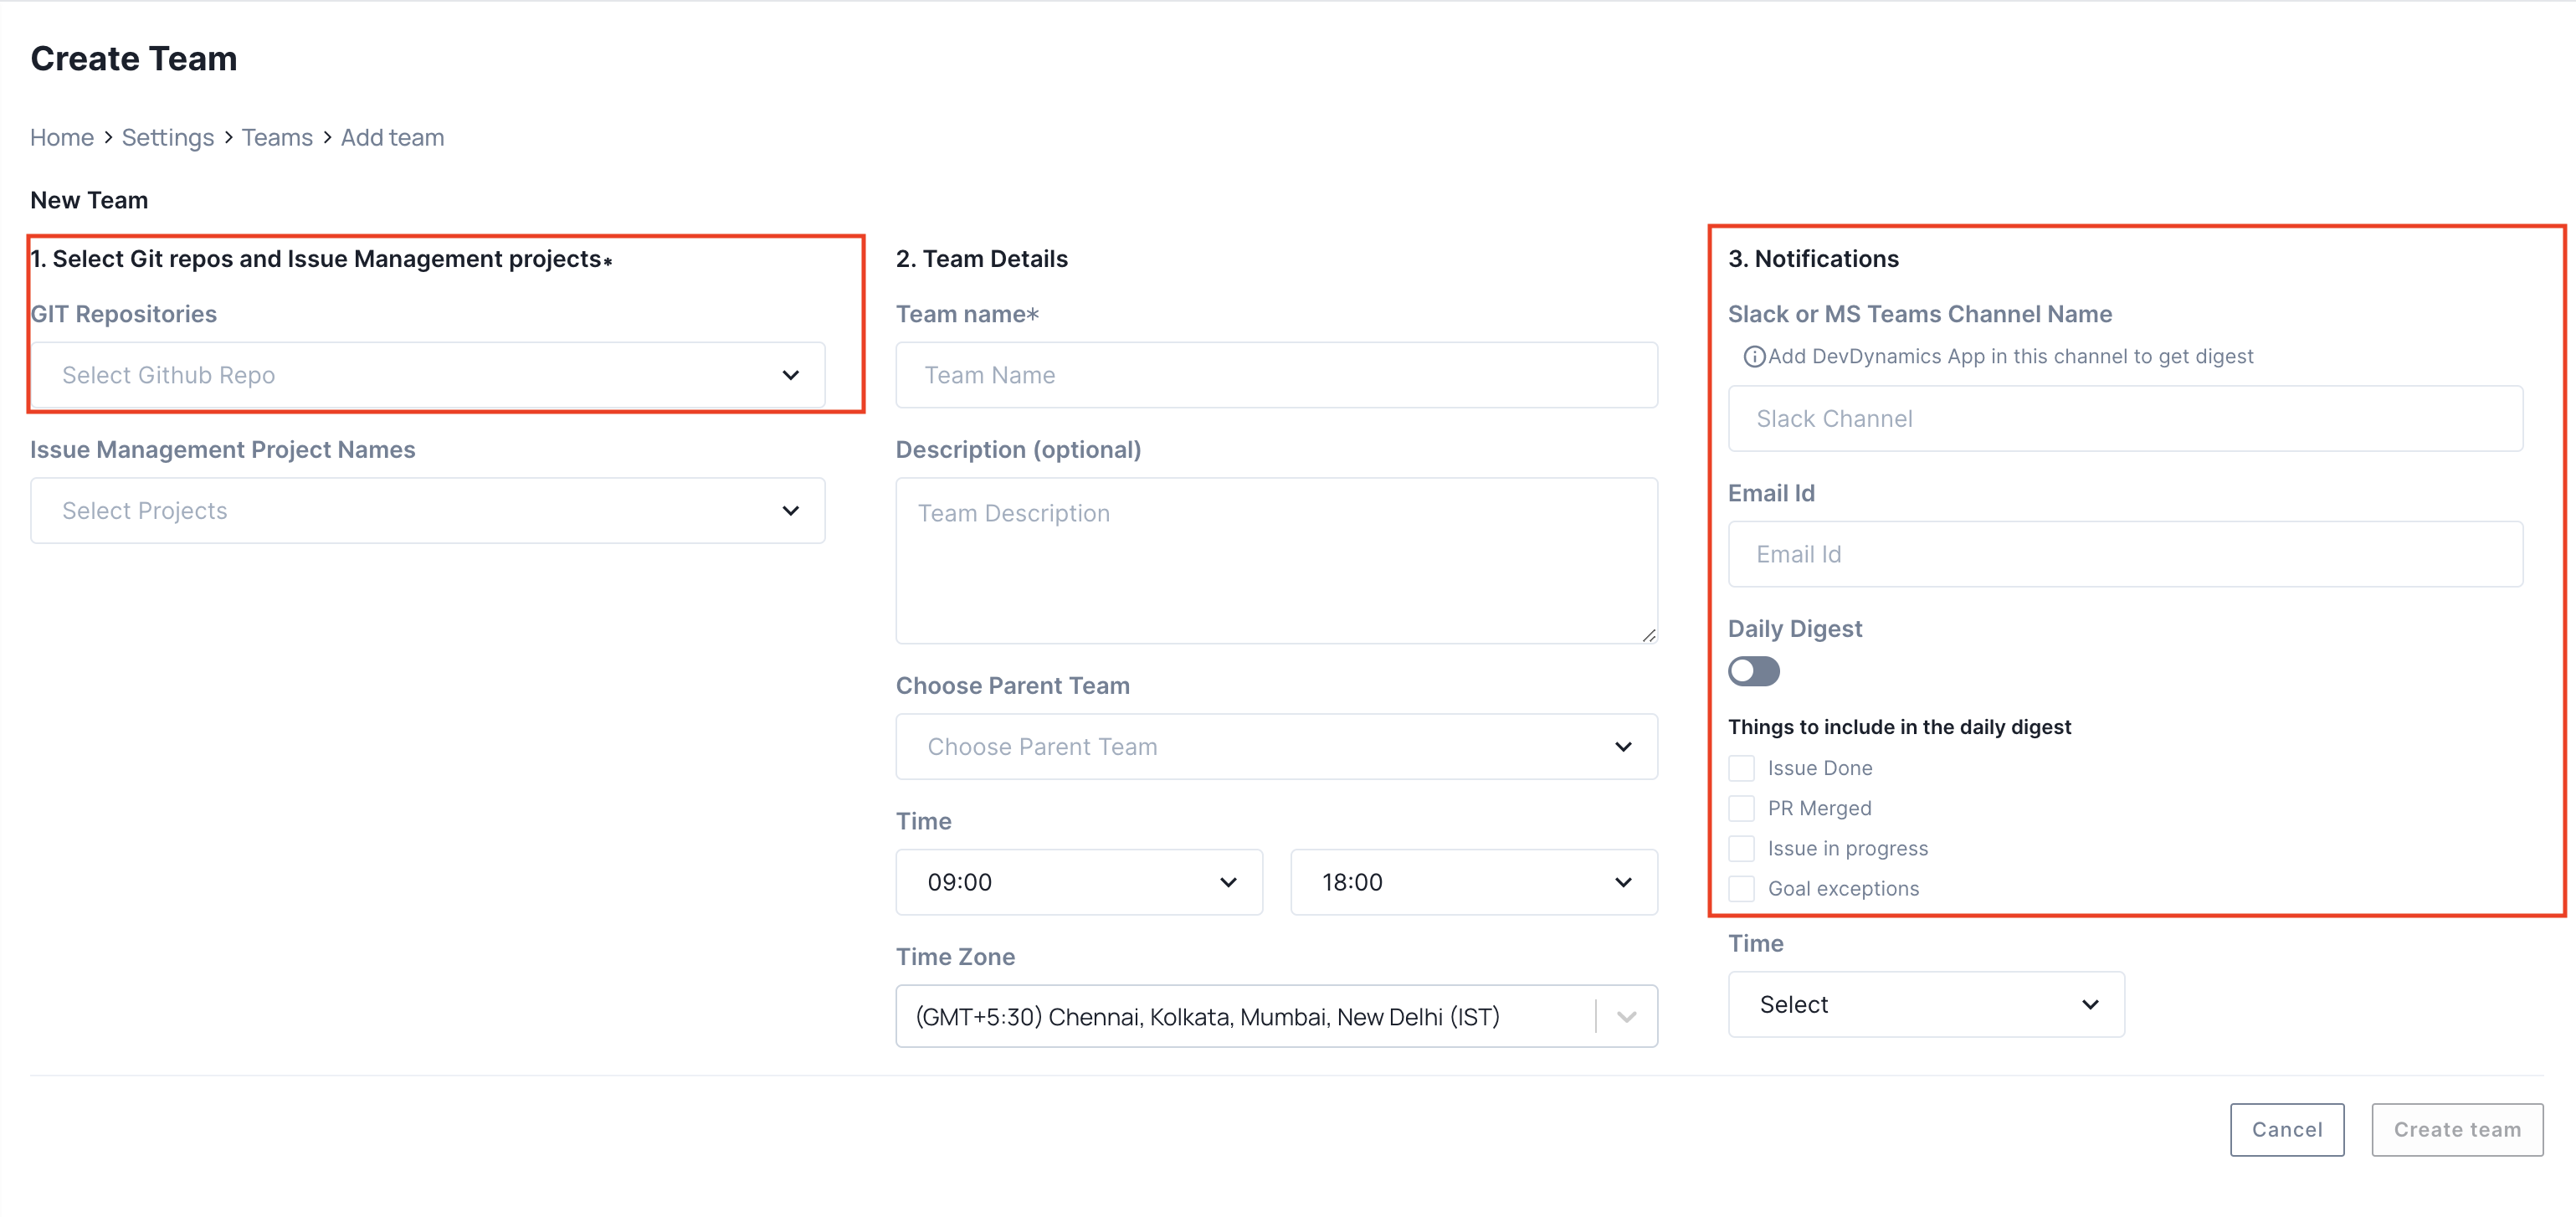 Create Team
Home > Settings > Teams > Add team
New Team
1. Select Git repos and Issue Management projects*
GIT Repositories
Select Github Repo
Issue Management Project Names
Select Projects
2. Team Details
Team name*
Team Name
Description (optional)
Team Description
Choose Parent Team
Choose Parent Team
Time
09:00
18:00
Time Zone
(GMT+5:30) Chennai, Kolkata, Mumbai, New Delhi (IST)
3. Notifications
Slack or MS Teams Channel Name
Add DevDynamics App in this channel to get digest
Slack Channel
Email Id
Email Id
Daily Digest
Things to include in the daily digest
Issue Done
PR Merged
Issue in progress
Goal exceptions
Time
Select
Cancel
Create team